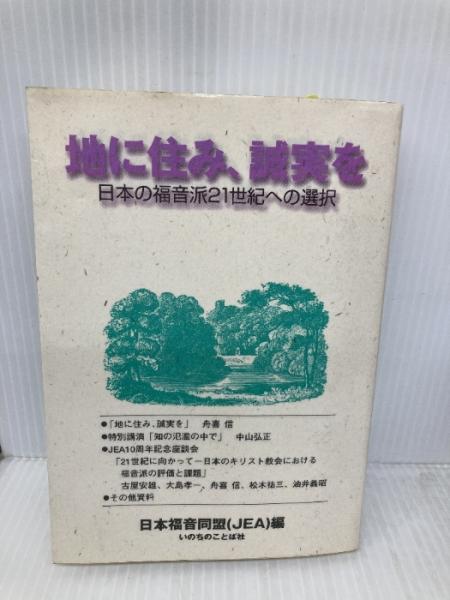 地に住み、誠実を
日本の福音派21世紀への選択
●「地に住み、誠実を」 舟喜 信
●特別講演「知の氾濫の中で」 中山弘正
●JEA10周年記念座談会
「21世紀に向かって―日本のキリスト教会における
福音派の評価と課題」
古屋安雄、大島孝一、舟喜 信、松木祐三、油井義昭
●その他資料
日本福音同盟(JEA)編
いのちのことば社